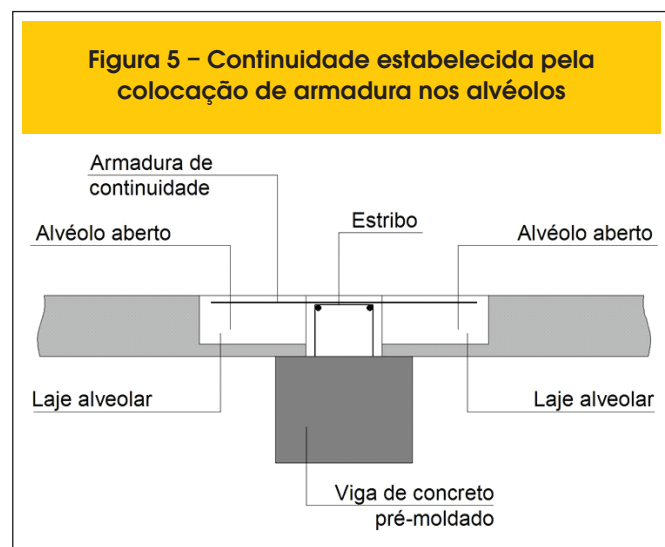 Figura 5 – Continuidade estabelecida pela
colocação de armadura nos alvéolos
Armadura de
continuidade
Estribo
Alvéolo aberto
Alvéolo aberto
Laje alveolar
Laje alveolar
Viga de concreto
pré-moldado